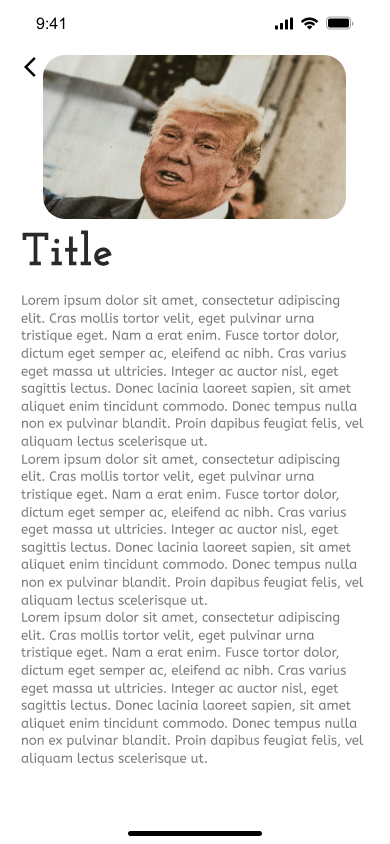 9:41
Title
Lorem ipsum dolor sit amet, consectetur adipiscing
elit. Cras mollis tortor velit, eget pulvinar urna
tristique eget. Nam a erat enim. Fusce tortor dolor,
dictum eget semper ac, eleifend ac nibh. Cras varius
eget massa ut ultricies. Integer ac auctor nisl, eget
sagittis lectus. Donec lacinia laoreet sapien, sit amet
aliquet enim tincidunt commodo. Donec tempus nulla
non ex pulvinar blandit. Proin dapibus feugiat felis, vel
aliquam lectus scelerisque ut.
Lorem ipsum dolor sit amet, consectetur adipiscing
elit. Cras mollis tortor velit, eget pulvinar urna
tristique eget. Nam a erat enim. Fusce tortor dolor,
dictum eget semper ac, eleifend ac nibh. Cras varius
eget massa ut ultricies. Integer ac auctor nisl, eget
sagittis lectus. Donec lacinia laoreet sapien, sit amet
aliquet enim tincidunt commodo. Donec tempus nulla
non ex pulvinar blandit. Proin dapibus feugiat felis, vel
aliquam lectus scelerisque ut.
Lorem ipsum dolor sit amet, consectetur adipiscing
elit. Cras mollis tortor velit, eget pulvinar urna
tristique eget. Nam a erat enim. Fusce tortor dolor,
dictum eget semper ac, eleifend ac nibh. Cras varius
eget massa ut ultricies. Integer ac auctor nisl, eget
sagittis lectus. Donec lacinia laoreet sapien, sit amet
aliquet enim tincidunt commodo. Donec tempus nulla
non ex pulvinar blandit. Proin dapibus feugiat felis, vel
aliquam lectus scelerisque ut.